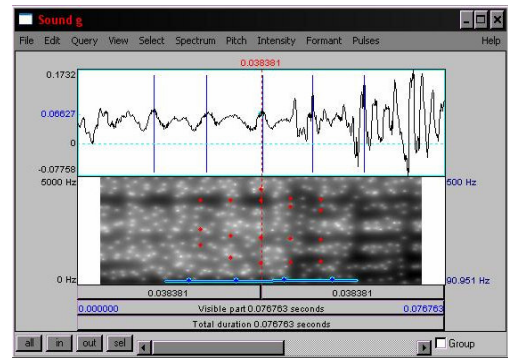 Sound g
File Edit Query View Select Spectrum Pitch Intensity Formant Pulses Help
0.038381
0.1732
0.06627
0
-0.07758
5000 Hz 500 Hz
0 Hz 90.951 Hz
0.038381 0.038381
0.000000 Visible part 0.076763 seconds 0.076763
Total duration 0.076763 seconds
all in out sel Group